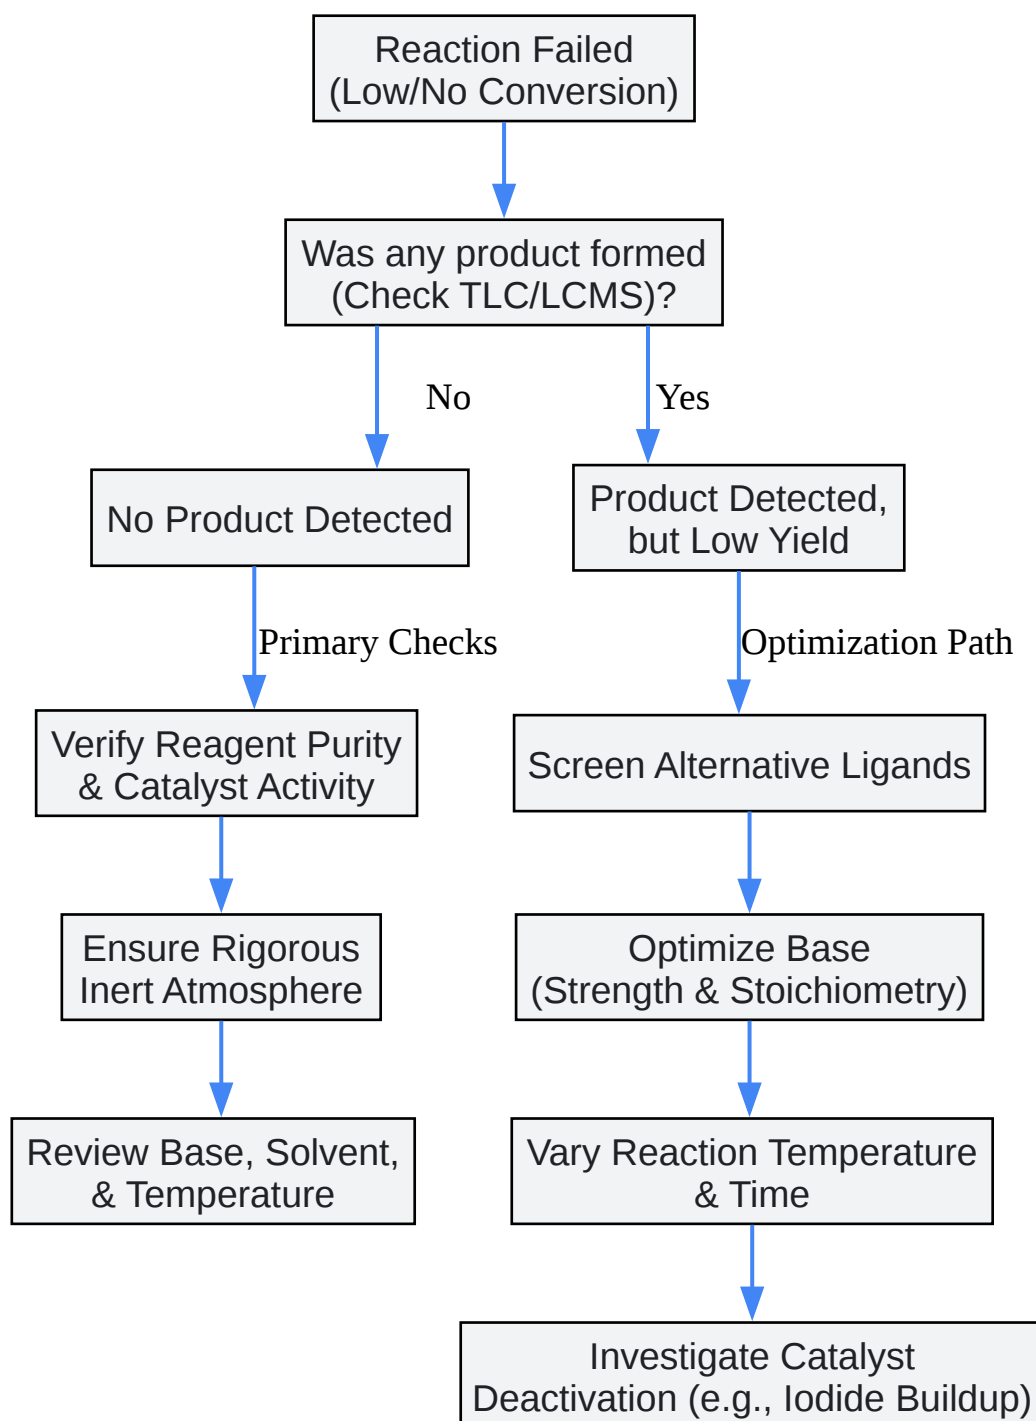 Reaction Failed
(Low/No Conversion)
Was any product formed
(Check TLC/LCMS)?
No
Yes
No Product Detected
Product Detected,
but Low Yield
Primary Checks
Optimization Path
Verify Reagent Purity
& Catalyst Activity
Screen Alternative Ligands
Ensure Rigorous
Inert Atmosphere
Optimize Base
(Strength & Stoichiometry)
Review Base, Solvent,
& Temperature
Vary Reaction Temperature
& Time
Investigate Catalyst
Deactivation (e.g., Iodide Buildup)